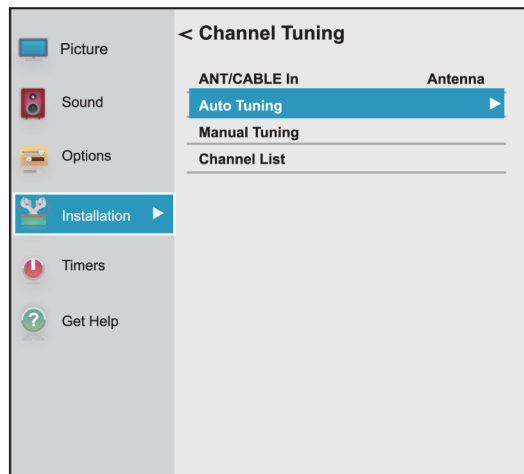 Picture
Sound
Options
Installation
Timers
Get Help
< Channel Tuning
ANT/CABLE In Antenna
Auto Tuning
Manual Tuning
Channel List